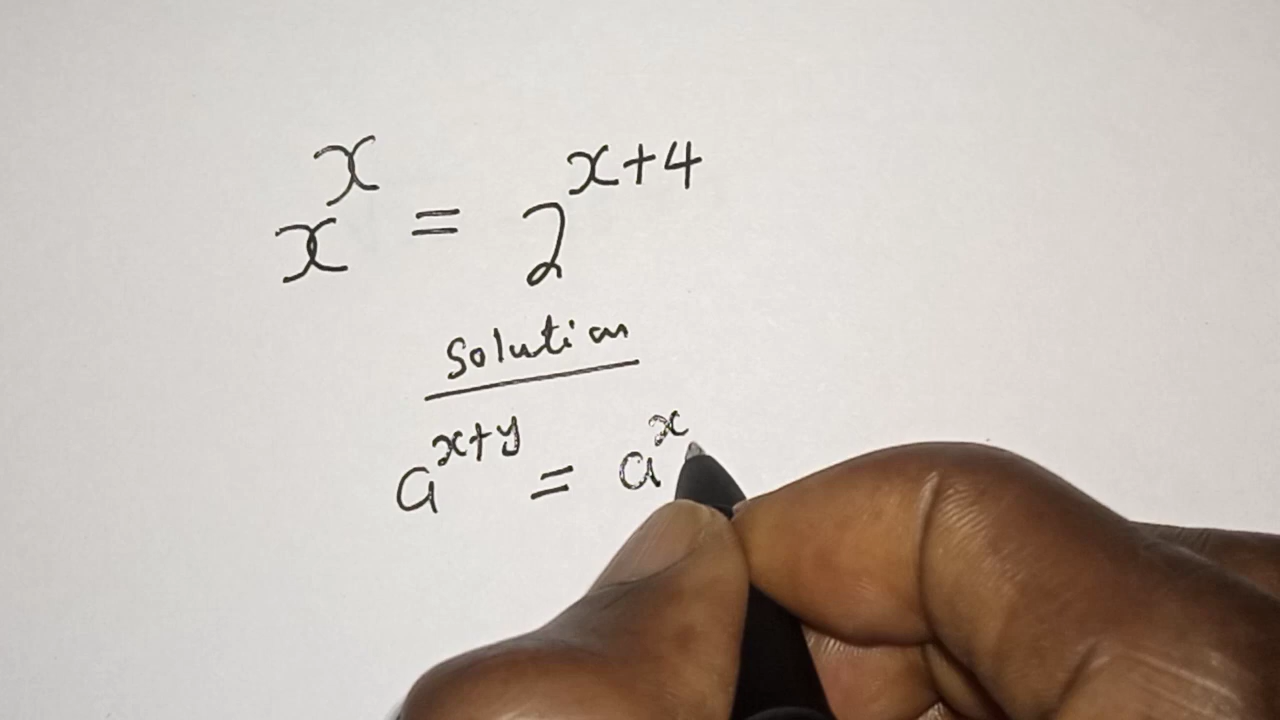 x^x = 2^{x+4}
Solution
a^{x+y} = a^x